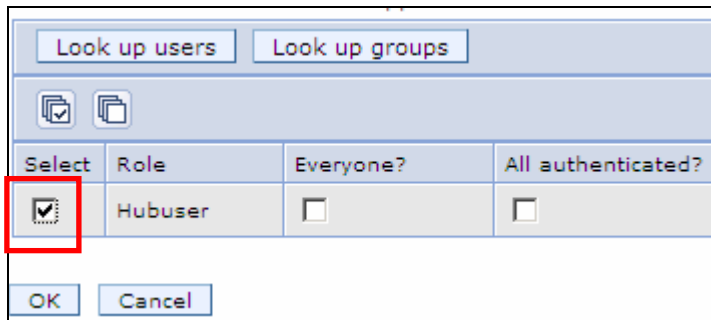 Look up users Look up groups
Select Role Everyone? All authenticated?
Hubuser
OK Cancel